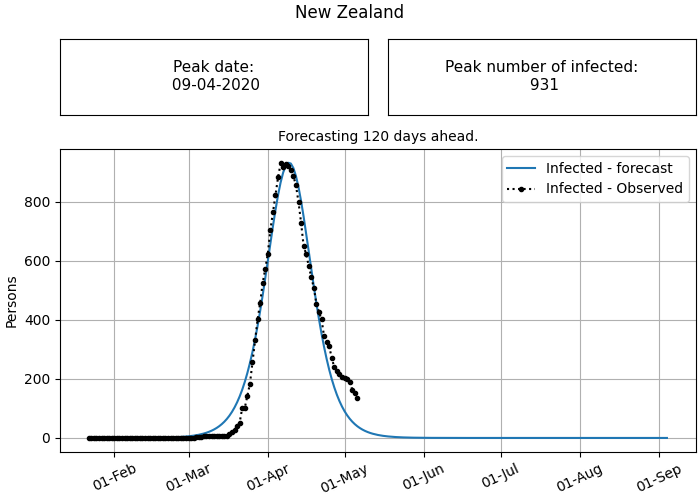 New Zealand
Peak date:
09-04-2020
Peak number of infected:
931
Forecasting 120 days ahead.
Infected - forecast
Infected - Observed
Persons
800
600
400
200
0
01-Feb
01-Mar
01-Apr
01-May
01-Jun
01-Jul
01-Aug
01-Sep